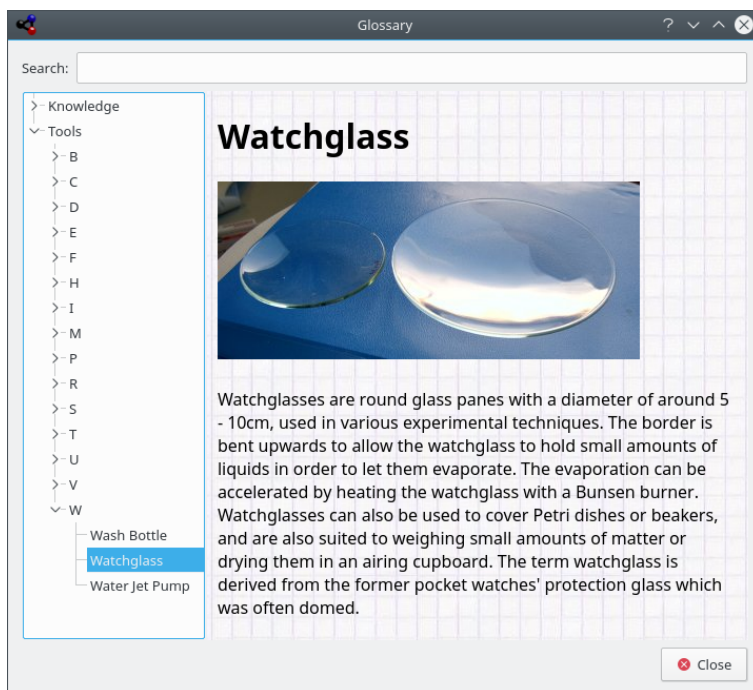 Glossary
Search:
Knowledge
Tools
B
C
D
E
F
H
I
M
P
R
S
T
U
V
W
Wash Bottle
Watchglass
Water Jet Pump
Watchglass
Watchglasses are round glass panes with a diameter of around 5
- 10cm, used in various experimental techniques. The border is
bent upwards to allow the watchglass to hold small amounts of
liquids in order to let them evaporate. The evaporation can be
accelerated by heating the watchglass with a Bunsen burner.
Watchglasses can also be used to cover Petri dishes or beakers,
and are also suited to weighing small amounts of matter or
drying them in an airing cupboard. The term watchglass is
derived from the former pocket watches' protection glass which
was often domed.
Close